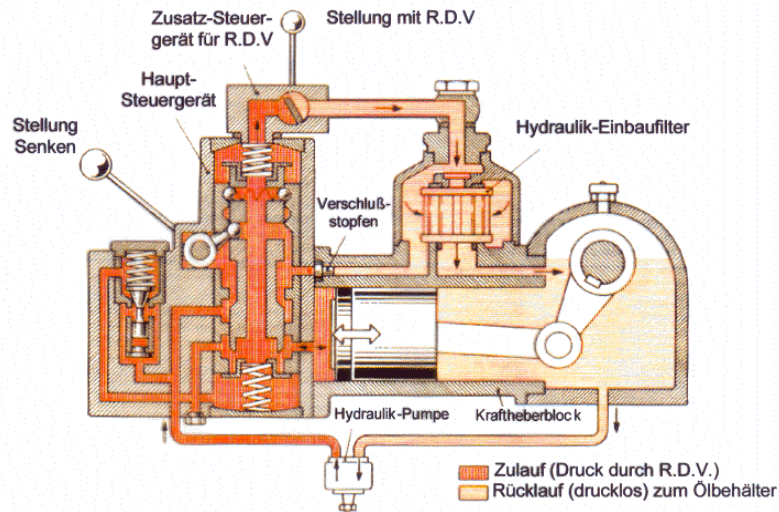 Zusatz-Steuer-
gerät für R.D.V
Stellung mit R.D.V
Haupt-
Steuergerät
Stellung
Senken
Hydraulik-Einbaufilter
Verschluß-
stopfen
Hydraulik-Pumpe
Kraftheberblock
Zulauf (Druck durch R.D.V.)
Rücklauf (drucklos) zum Ölbehälter